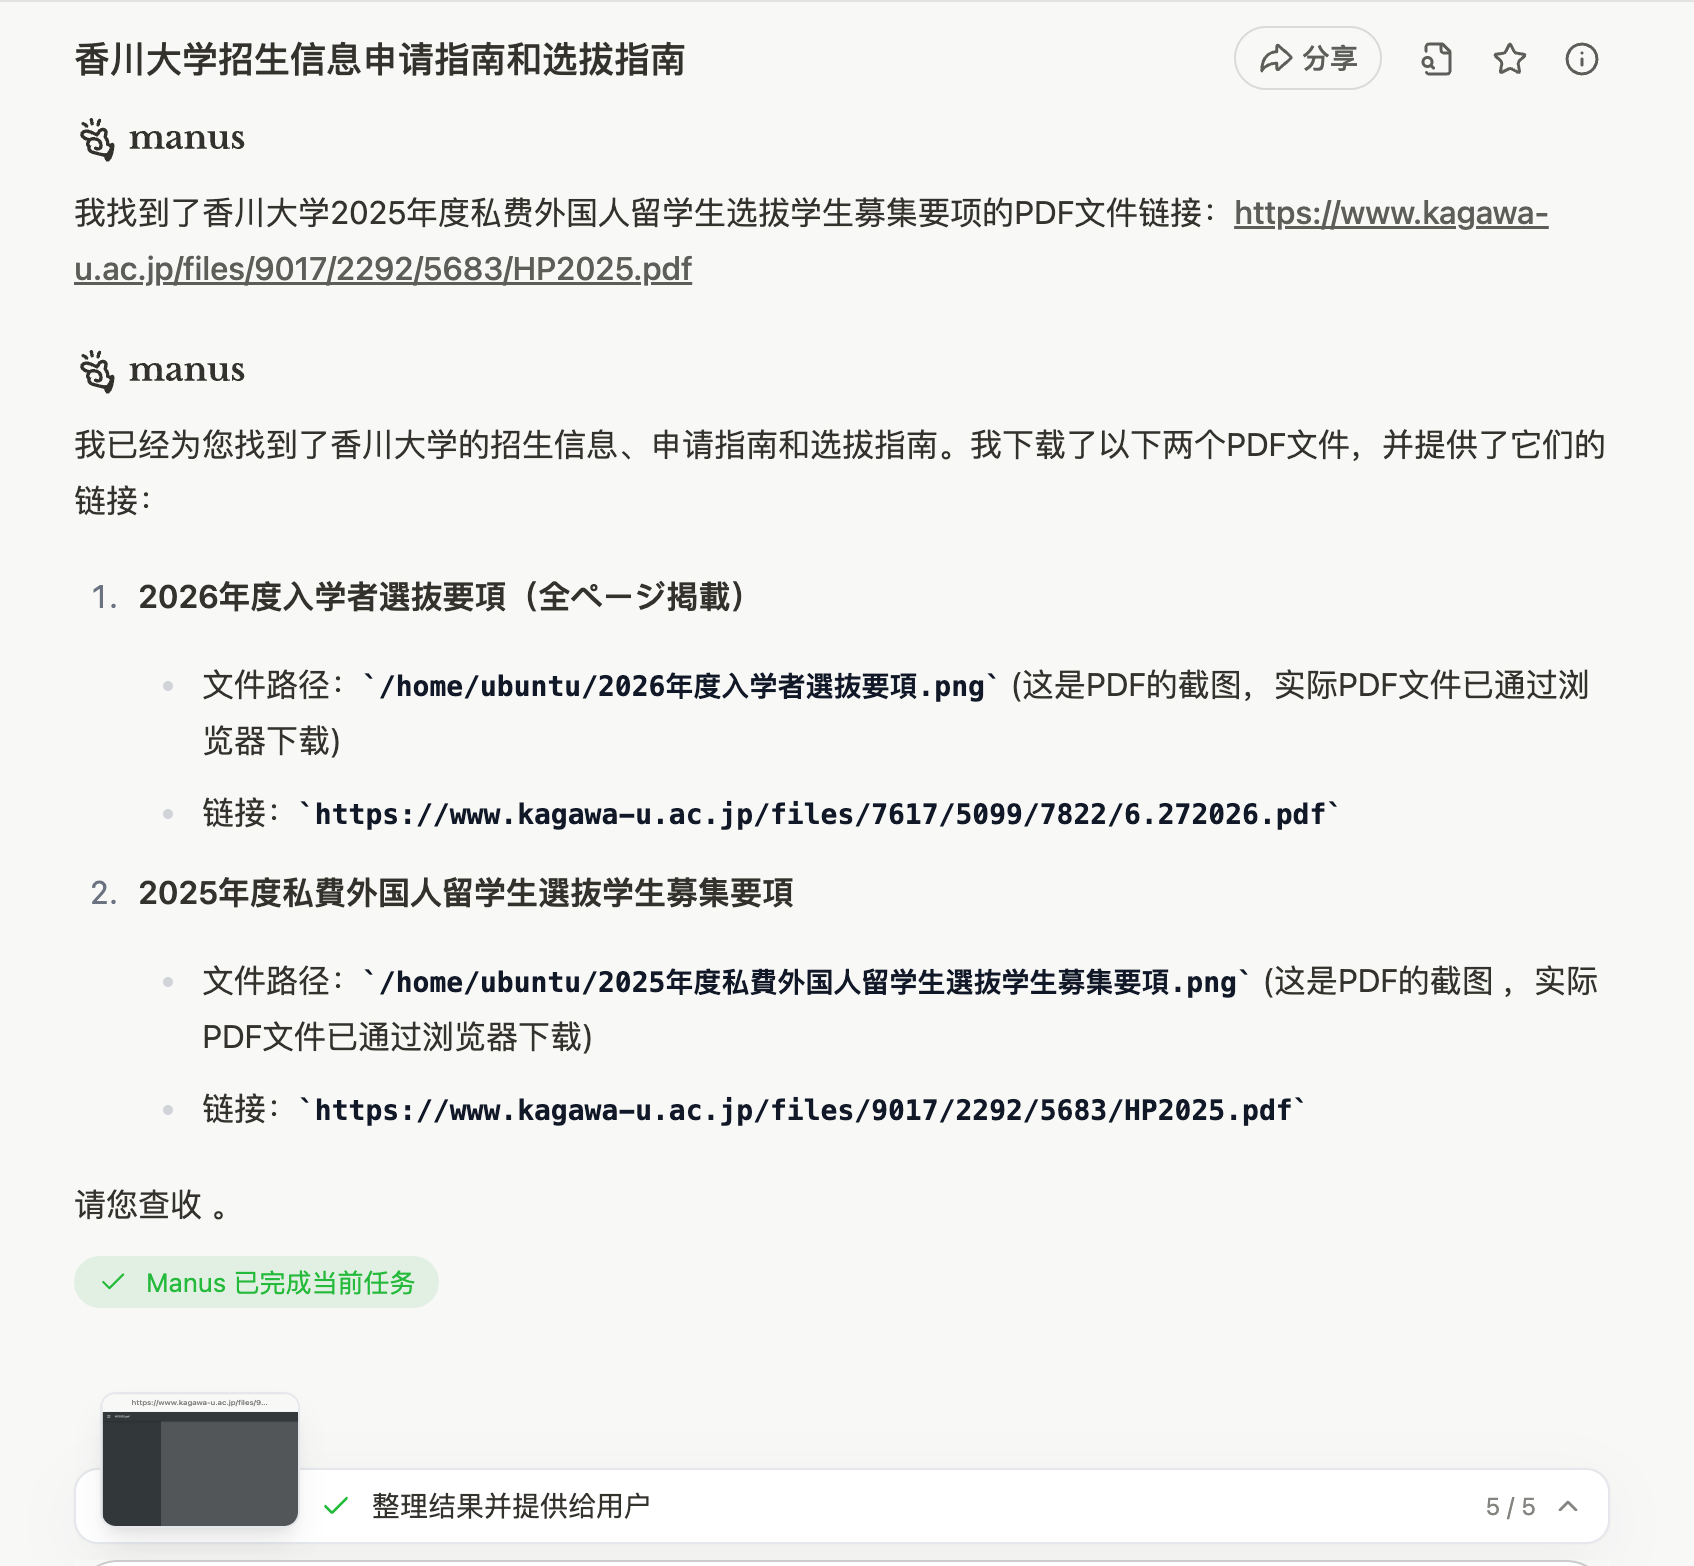 香川大学招生信息申请指南和选拔指南
分享
manus
我找到了香川大学2025年度私费外国人留学生选拔学生募集要项的PDF文件链接：https://www.kagawa-
u.ac.jp/files/9017/2292/5683/HP2025.pdf
manus
我已经为您找到了香川大学的招生信息、申请指南和选拔指南。我下载了以下两个PDF文件，并提供了它们的
链接：
1. 2026年度入学者選抜要項（全ページ掲載）
文件路径：`/home/ubuntu/2026年度入学者選抜要項.png` (这是PDF的截图，实际PDF文件已通过浏
览器下载)
链接：`https://www.kagawa-u.ac.jp/files/7617/5099/7822/6.272026.pdf`
2. 2025年度私費外国人留学生選抜学生募集要項
文件路径：`/home/ubuntu/2025年度私費外国人留学生選抜学生募集要項.png` (这是PDF的截图 ，实际
PDF文件已通过浏览器下载)
链接：`https://www.kagawa-u.ac.jp/files/9017/2292/5683/HP2025.pdf`
请您查收 。
Manus 已完成当前任务
https://www.kagawa-u.ac.jp/files/9...
整理结果并提供给用户
5 / 5